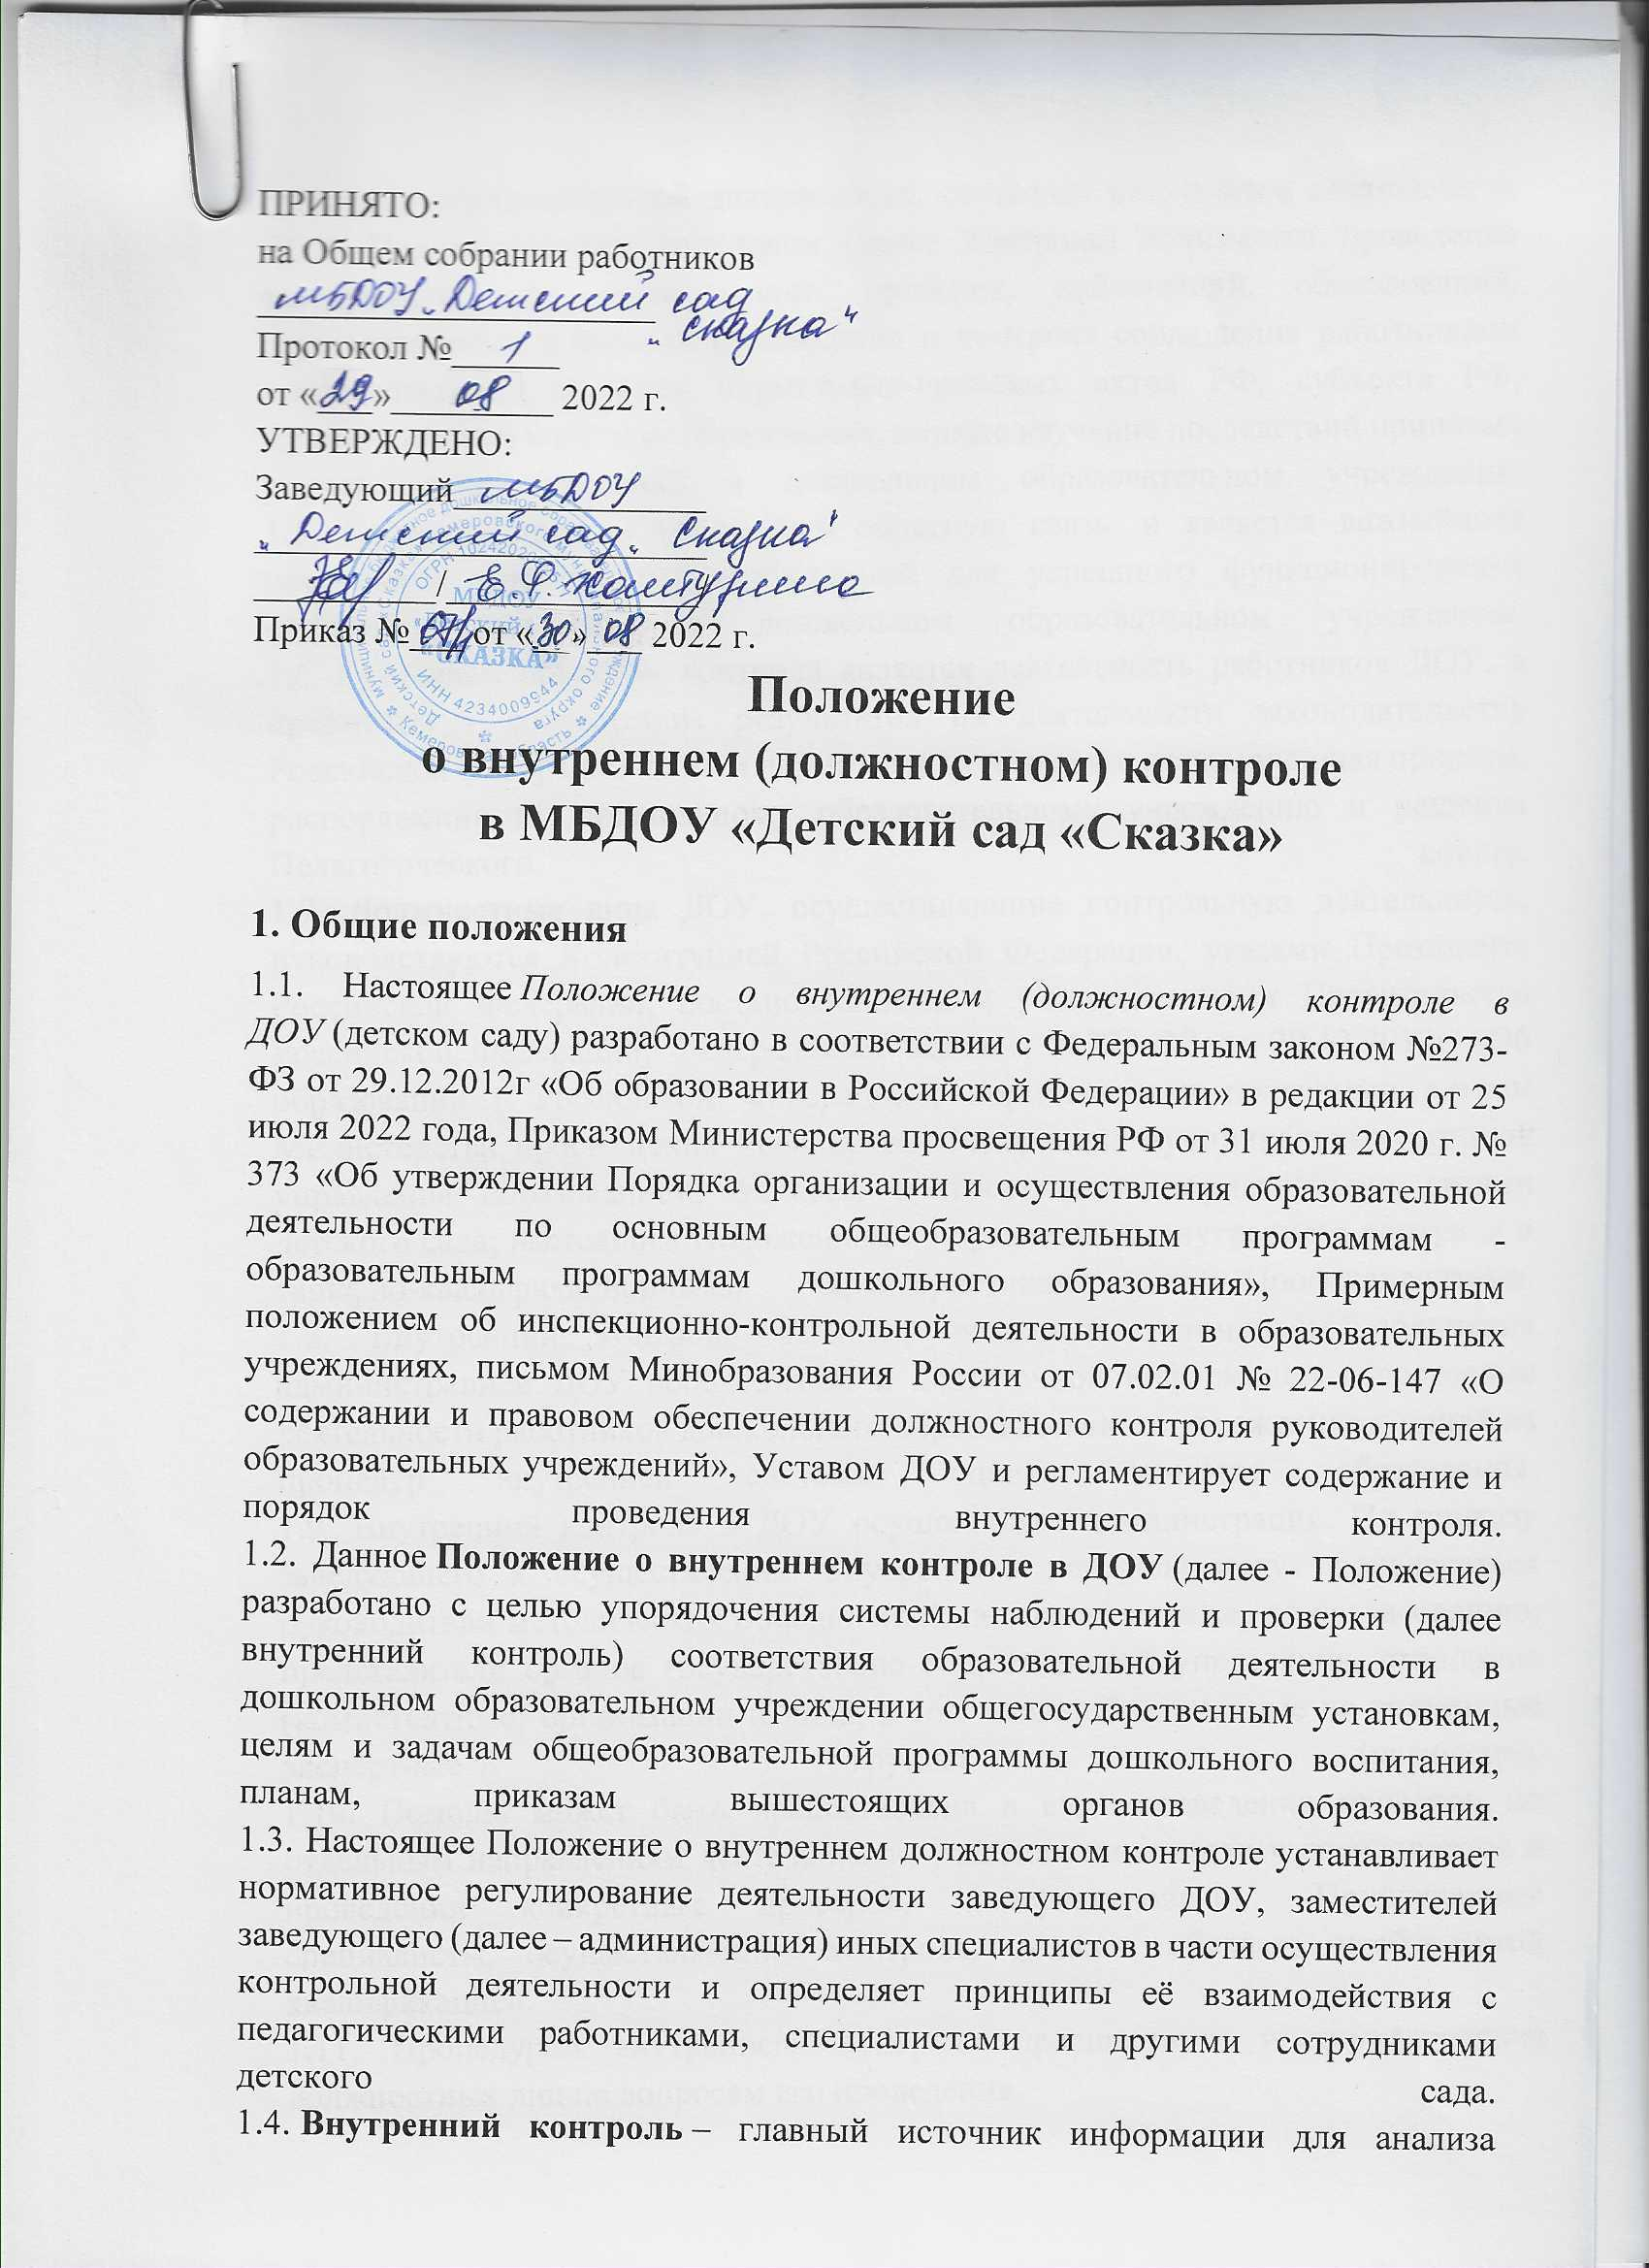 ПРИНЯТО:
на Общем собрании работников
МБДОУ „Детский сад
„Сказка"
Протокол № 1
от «29» 08 2022 г.
УТВЕРЖДЕНО:
Заведующий МБДОУ
„Детский сад „Сказка"
/ Е.Ф.
Приказ № от «30» 08 2022 г.
МБДОУ
«СКАЗКА»
ИНН 4234009944
Положение
о внутреннем (должностном) контроле
в МБДОУ «Детский сад «Сказка»
1. Общие положения
1.1. Настоящее Положение о внутреннем (должностном) контроле в
ДОУ (детском саду) разработано в соответствии с Федеральным законом №273-
ФЗ от 29.12.2012г «Об образовании в Российской Федерации» в редакции от 25
июля 2022 года, Приказом Министерства просвещения РФ от 31 июля 2020 г. №
373 «Об утверждении Порядка организации и осуществления образовательной
деятельности по основным общеобразовательным программам -
образовательным программам дошкольного образования», Примерным
положением об инспекционно-контрольной деятельности в образовательных
учреждениях, письмом Минобразования России от 07.02.01 № 22-06-147 «О
содержании и правовом обеспечении должностного контроля руководителей
образовательных учреждений», Уставом ДОУ и регламентирует содержание и
порядок проведения внутреннего контроля.
1.2. Данное Положение о внутреннем контроле в ДОУ (далее - Положение)
разработано с целью упорядочения системы наблюдений и проверки (далее
внутренний контроль) соответствия образовательной деятельности в
дошкольном образовательном учреждении общегосударственным установкам,
целям и задачам общеобразовательной программы дошкольного воспитания,
планам, приказам вышестоящих органов образования.
1.3. Настоящее Положение о внутреннем должностном контроле устанавливает
нормативное регулирование деятельности заведующего ДОУ, заместителей
заведующего (далее – администрация) иных специалистов в части осуществления
контрольной деятельности и определяет принципы её взаимодействия с
педагогическими работниками, специалистами и другими сотрудниками
детского сада.
1.4. Внутренний контроль – главный источник информации для анализа